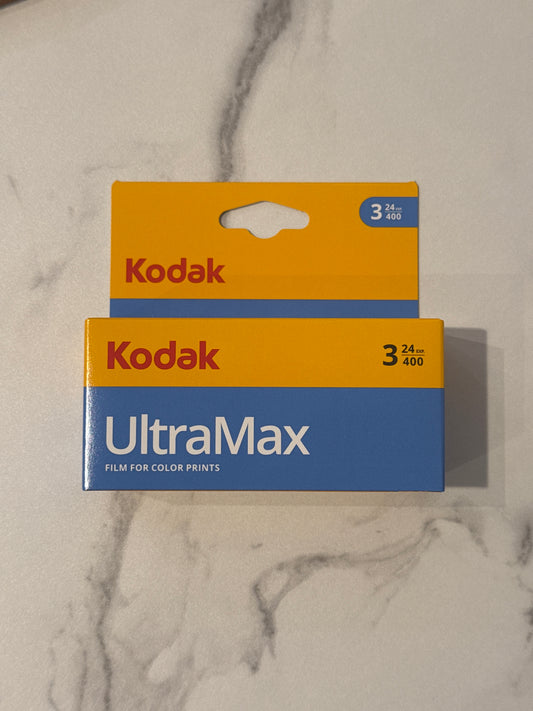 3 24 EXP. 400
Kodak
Kodak
3 24 EXP. 400
UltraMax
FILM FOR COLOR PRINTS